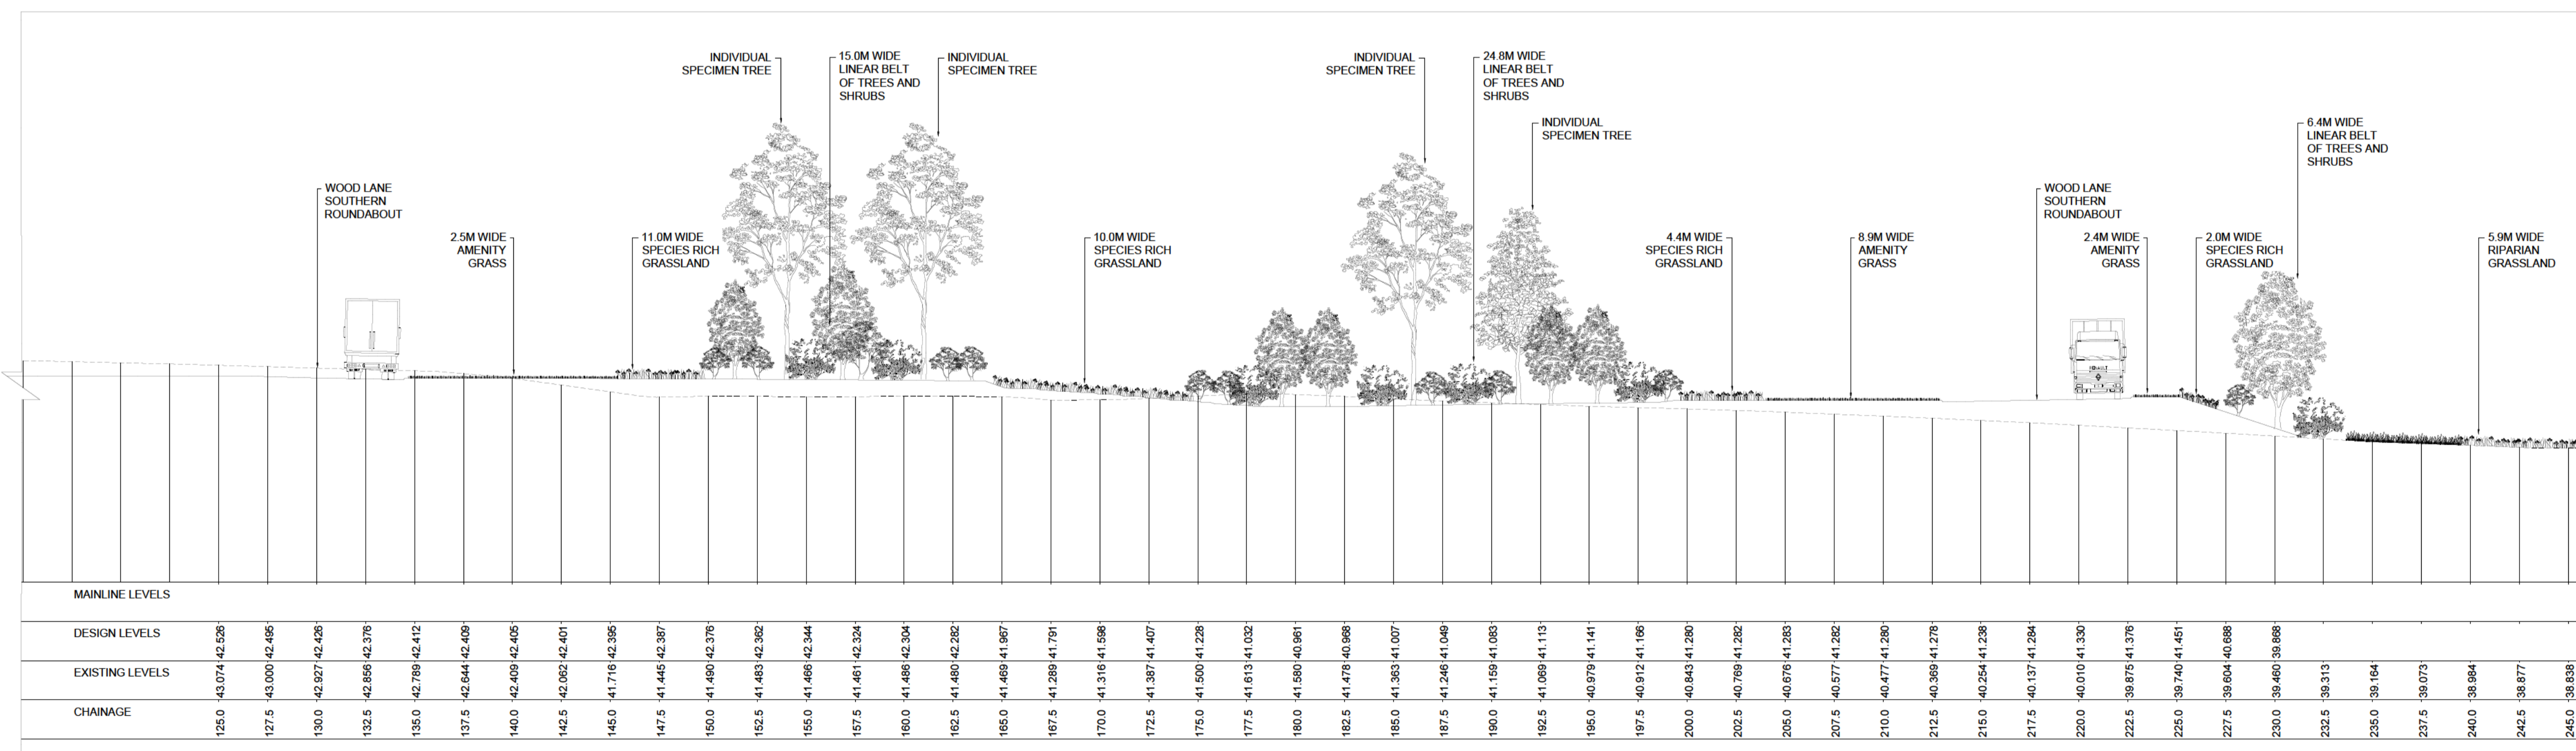 INDIVIDUAL
SPECIMEN TREE
15.0M WIDE
LINEAR BELT
OF TREES AND
SHRUBS
INDIVIDUAL
SPECIMEN TREE
INDIVIDUAL
SPECIMEN TREE
24.8M WIDE
LINEAR BELT
OF TREES AND
SHRUBS
INDIVIDUAL
SPECIMEN TREE
6.4M WIDE
LINEAR BELT
OF TREES AND
SHRUBS
WOOD LANE
SOUTHERN
ROUNDABOUT
WOOD LANE
SOUTHERN
ROUNDABOUT
2.5M WIDE
AMENITY
GRASS
11.0M WIDE
SPECIES RICH
GRASSLAND
10.0M WIDE
SPECIES RICH
GRASSLAND
4.4M WIDE
SPECIES RICH
GRASSLAND
8.9M WIDE
AMENITY
GRASS
2.4M WIDE
AMENITY
GRASS
2.0M WIDE
SPECIES RICH
GRASSLAND
5.9M WIDE
RIPARIAN
GRASSLAND
MAINLINE LEVELS
DESIGN LEVELS 42.526 42.495 42.426 42.376 42.412 42.409 42.405 42.401 42.395 42.387 42.376 42.362 42.344 42.324 42.304 42.282 41.967 41.791 41.598 41.407 41.228 41.032 40.961 40.968 41.007 41.049 41.083 41.113 41.141 41.166 41.280 41.282 41.283 41.282 41.280 41.278 41.238 41.284 41.330 41.376 41.451 40.688 39.868
EXISTING LEVELS 43.074 43.000 42.927 42.856 42.789 42.644 42.409 42.062 41.716 41.445 41.490 41.483 41.466 41.461 41.486 41.480 41.469 41.289 41.316 41.387 41.500 41.613 41.580 41.478 41.363 41.246 41.159 41.069 40.979 40.912 40.843 40.769 40.676 40.577 40.477 40.369 40.254 40.137 40.010 39.875 39.740 39.604 39.460 39.313 39.164 39.073 38.984 38.877 38.838
CHAINAGE 125.0 127.5 130.0 132.5 135.0 137.5 140.0 142.5 145.0 147.5 150.0 152.5 155.0 157.5 160.0 162.5 165.0 167.5 170.0 172.5 175.0 177.5 180.0 182.5 185.0 187.5 190.0 192.5 195.0 197.5 200.0 202.5 205.0 207.5 210.0 212.5 215.0 217.5 220.0 222.5 225.0 227.5 230.0 232.5 235.0 237.5 240.0 242.5 245.0